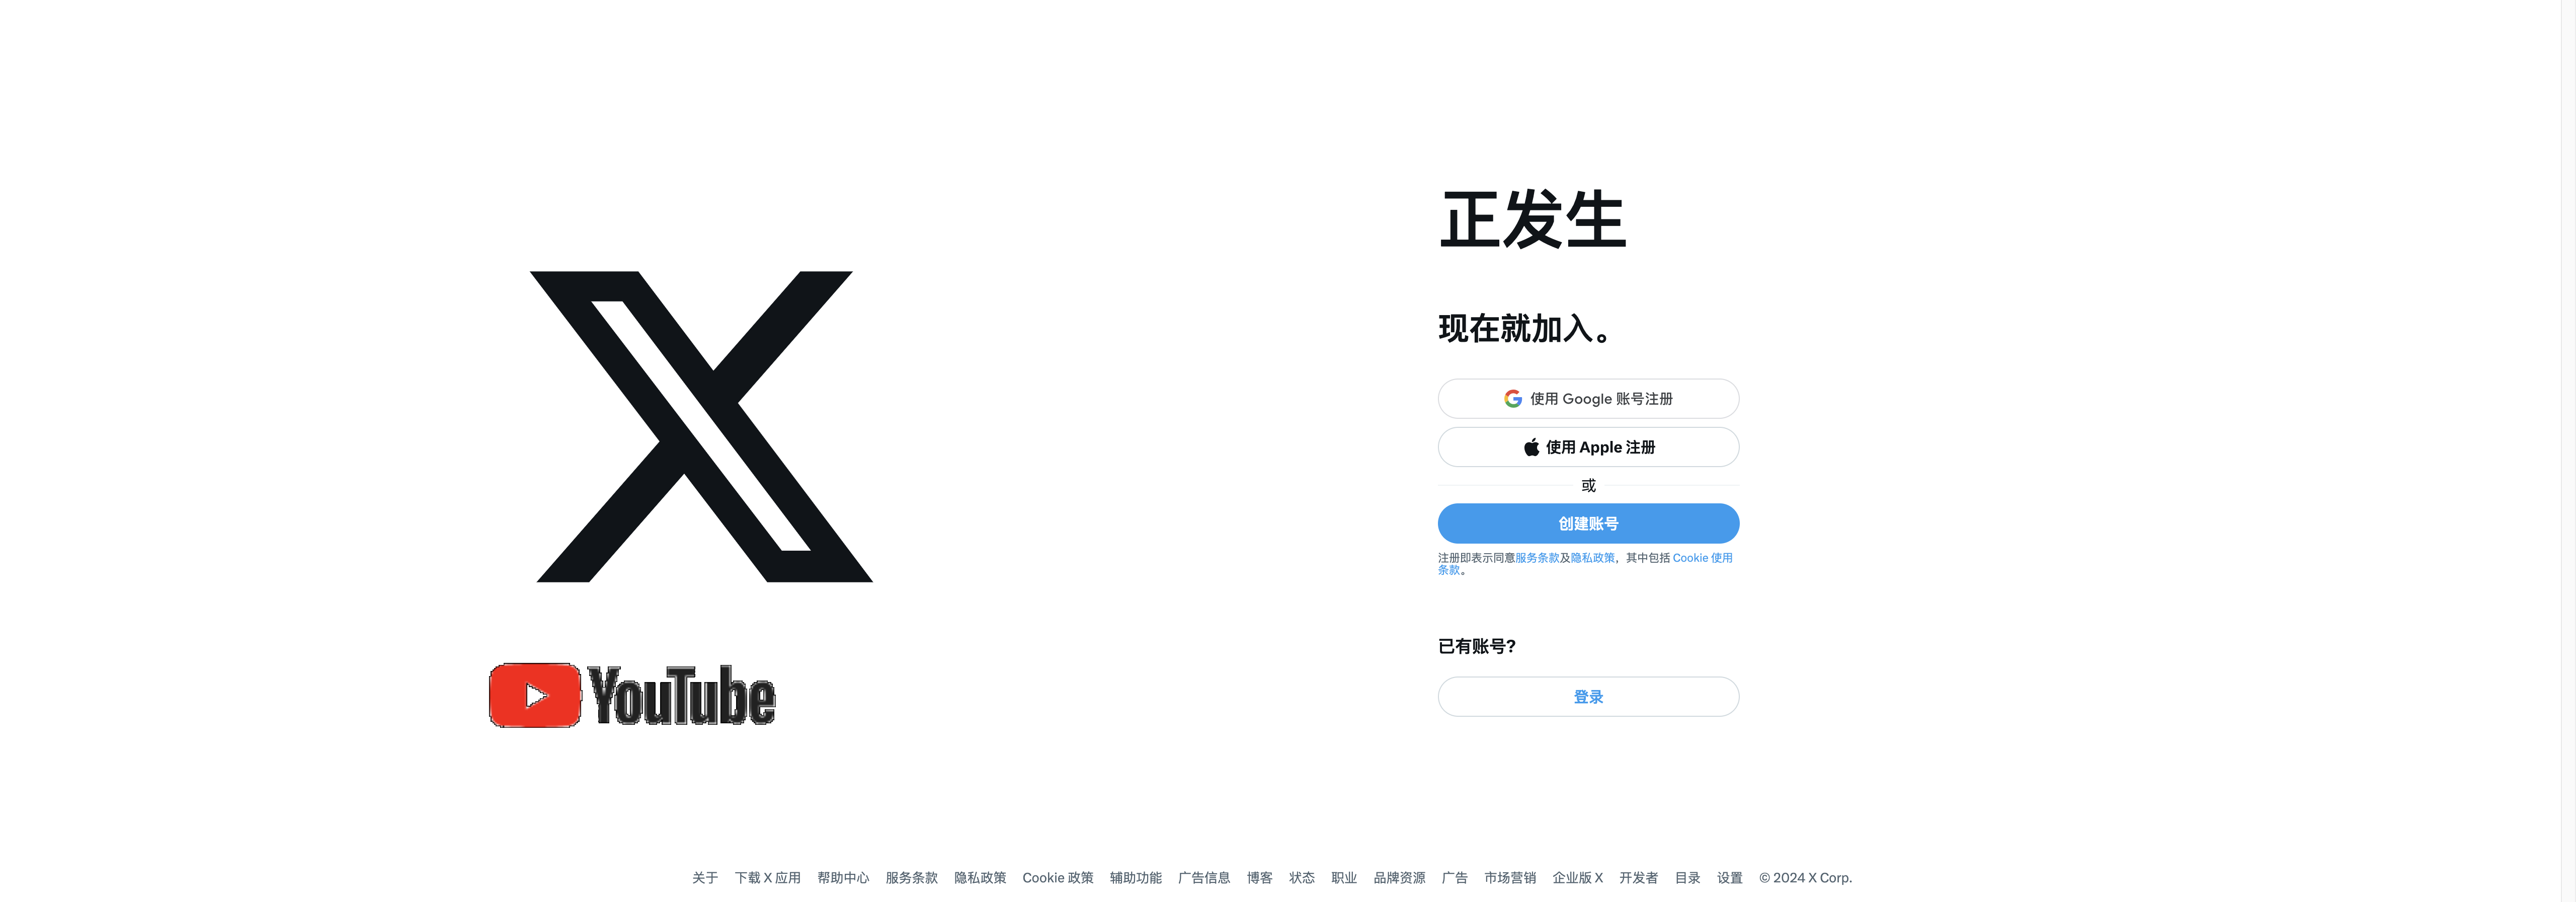 正发生
现在就加入。
使用 Google 账号注册
使用 Apple 注册
或
创建账号
注册即表示同意服务条款及隐私政策，其中包括 Cookie 使用
条款。
已有账号?
登录
YouTube
关于 下载 X 应用 帮助中心 服务条款 隐私政策 Cookie 政策 辅助功能 广告信息 博客 状态 职业 品牌资源 广告 市场营销 企业版 X 开发者 目录 设置 © 2024 X Corp.